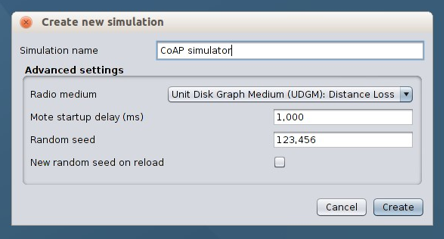 Create new simulation
Simulation name CoAP simulator
Advanced settings
Radio medium Unit Disk Graph Medium (UDGM): Distance Loss
Mote startup delay (ms) 1,000
Random seed 123,456
New random seed on reload
Cancel Create